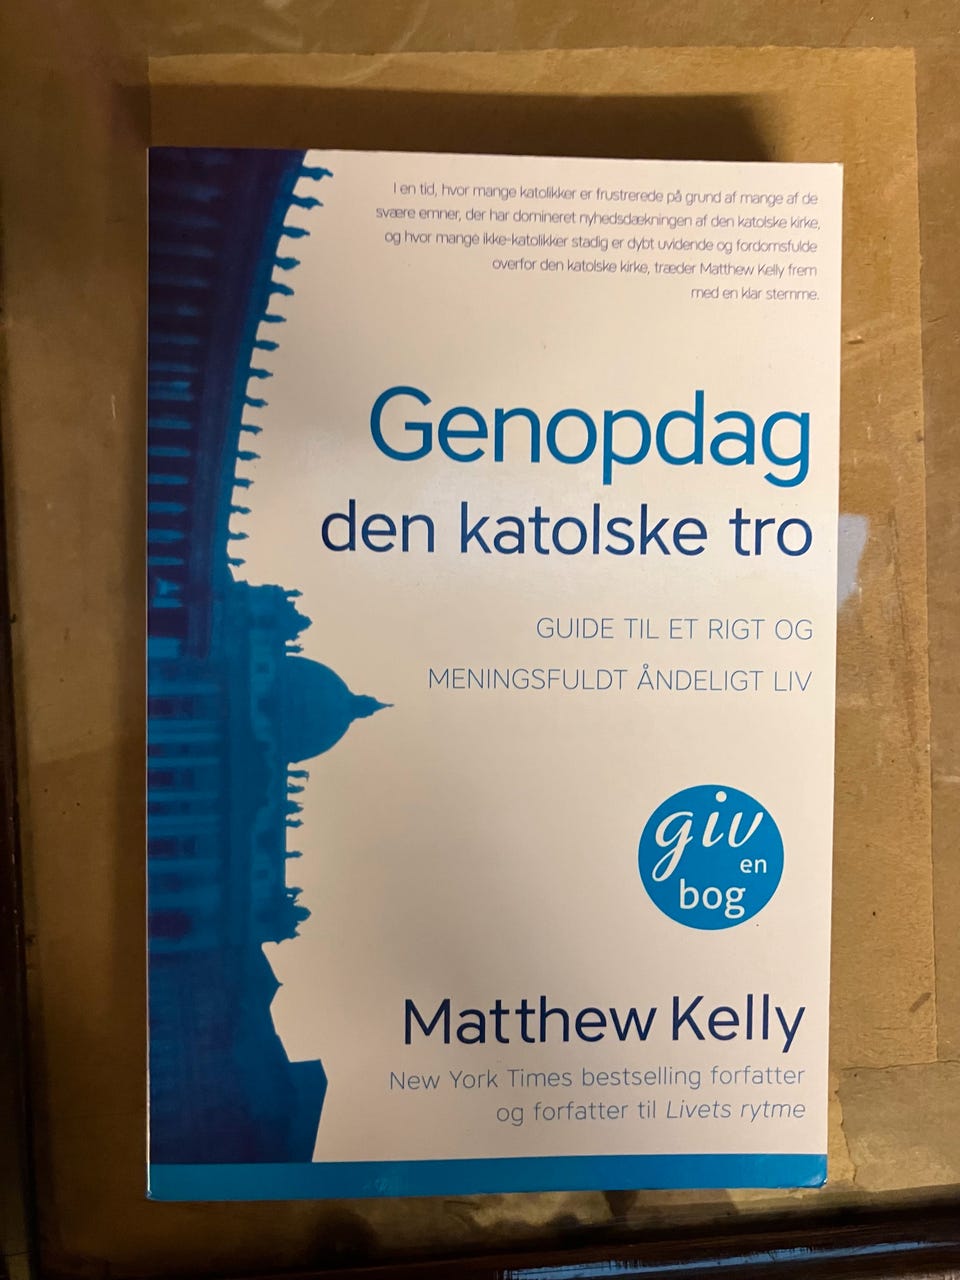 I en tid, hvor mange katolikker er frustrerede på grund af mange af de
svære emner, der har domineret nyhedsdækningen af den katolske kirke,
og hvor mange ikke-katolikker stadig er dybt uvidende og fordomsfulde
overfor den katolske kirke, træder Matthew Kelly frem
med en klar stemme.
Genopdag
den katolske tro
GUIDE TIL ET RIGT OG
MENINGSFULDT ÅNDELIGT LIV
giv
en
bog
Matthew Kelly
New York Times bestselling forfatter
og forfatter til Livets rytme